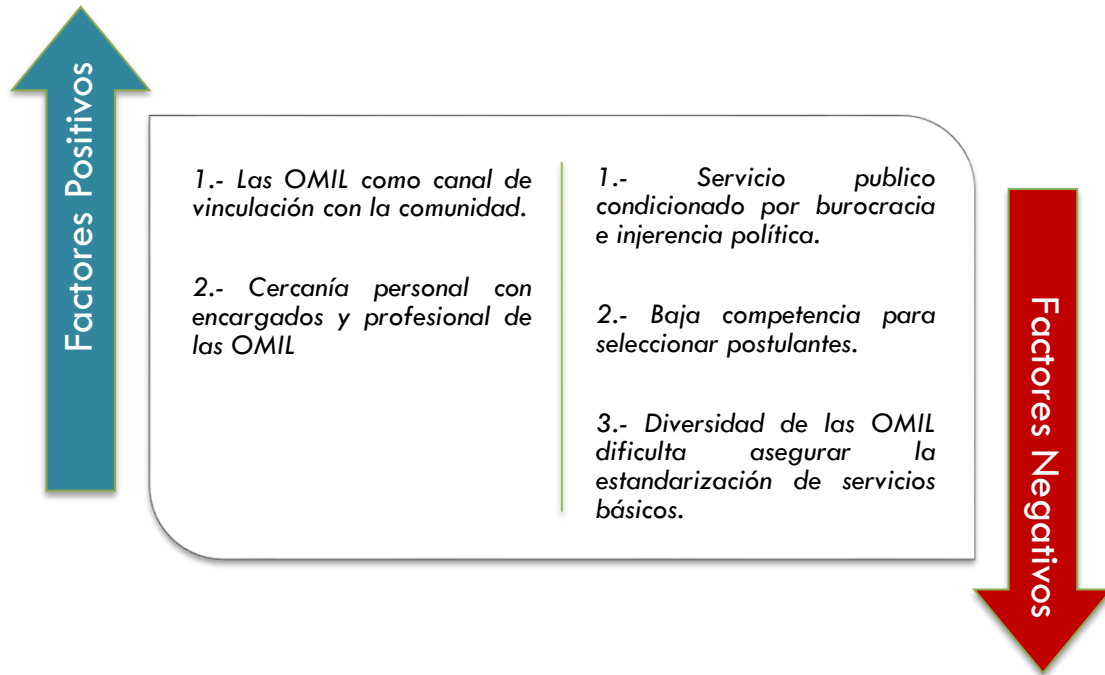 Factores Positivos
1.- Las OMIL como canal de
vinculación con la comunidad.
2.- Cercanía personal con
encargados y profesional de
las OMIL
1.- Servicio publico
condicionado por burocracia
e injerencia política.
2.- Baja competencia para
seleccionar postulantes.
3.- Diversidad de las OMIL
dificulta asegurar la
estandarización de servicios
básicos.
Factores Negativos